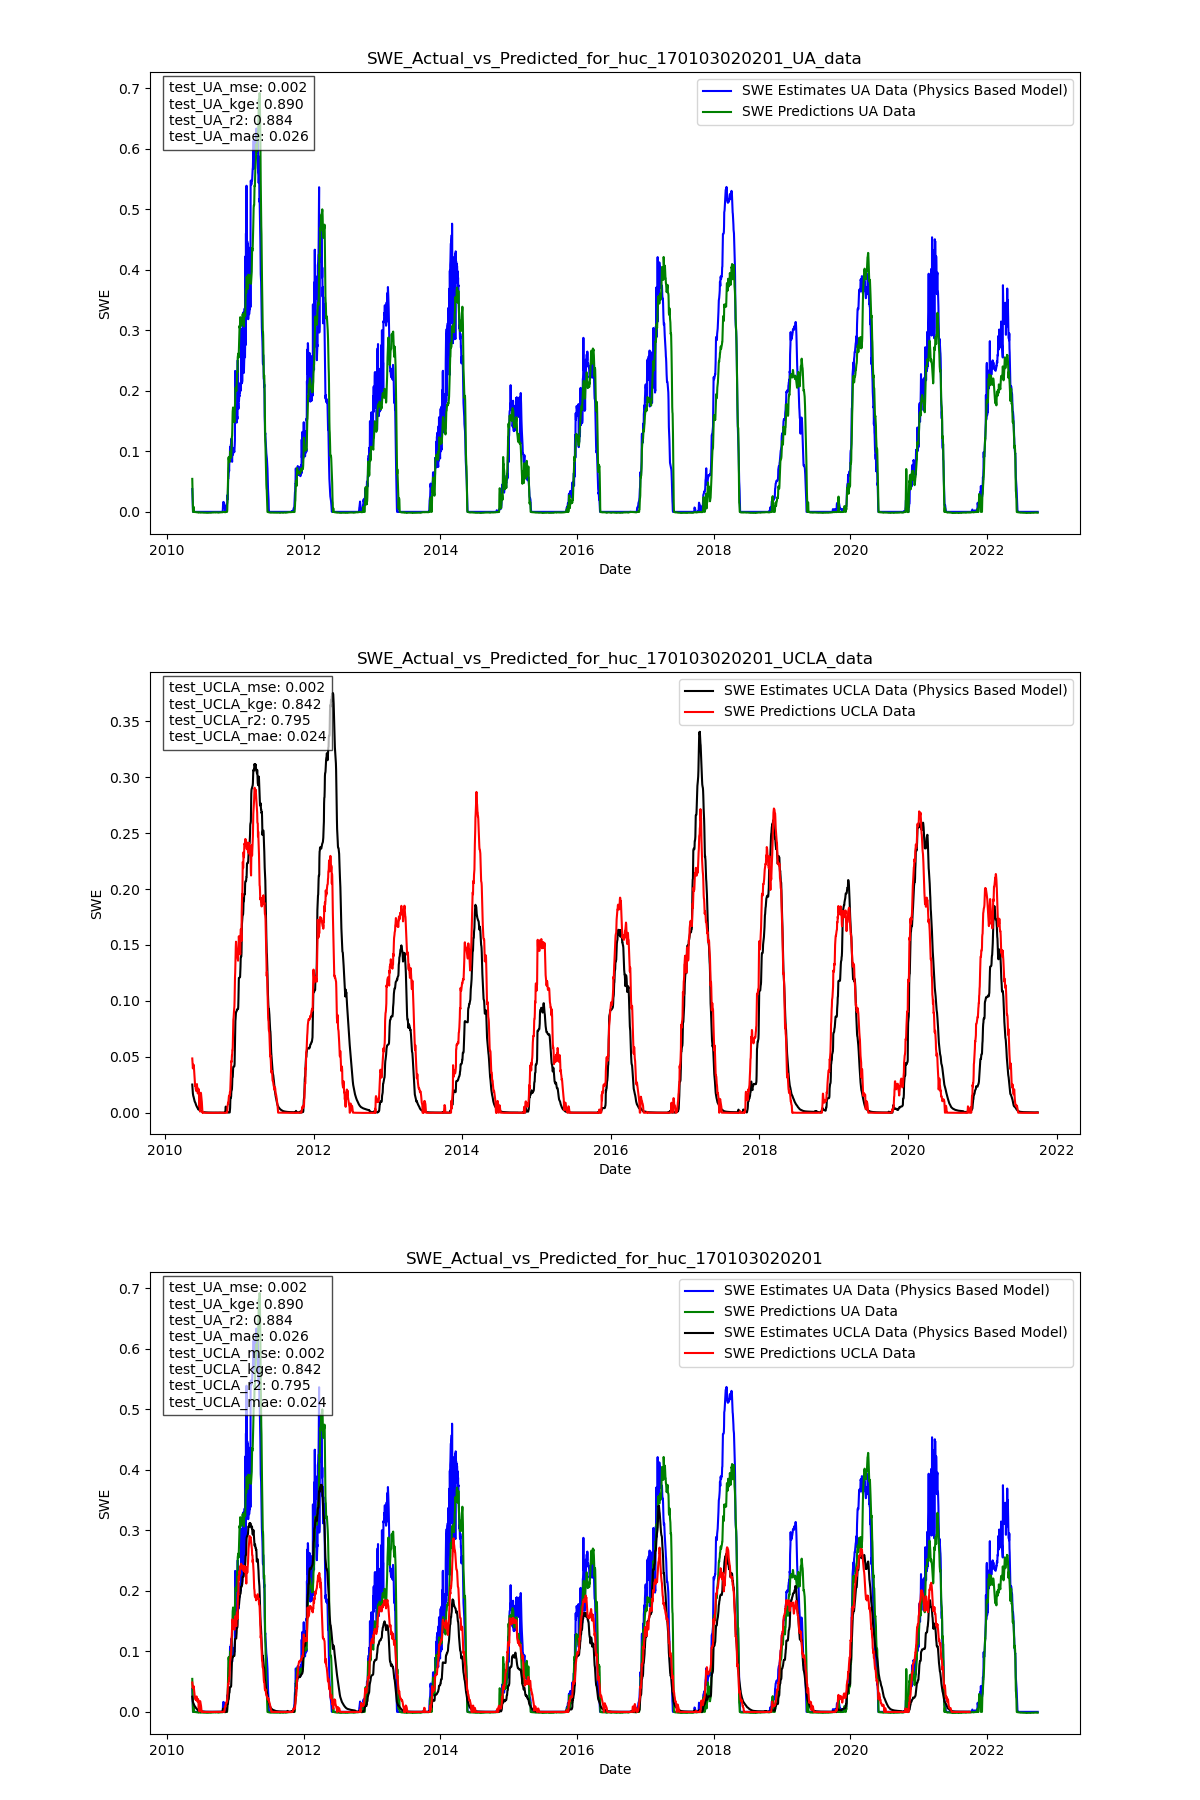 SWE_Actual_vs_Predicted_for_huc_170103020201_UA_data
test_UA_mse: 0.002
test_UA_kge: 0.890
test_UA_r2: 0.884
test_UA_mae: 0.026
SWE Estimates UA Data (Physics Based Model)
SWE Predictions UA Data
0.7
0.6
0.5
0.4
0.3
0.2
0.1
0.0
SWE
2010 2012 2014 2016 2018 2020 2022
Date
SWE_Actual_vs_Predicted_for_huc_170103020201_UCLA_data
test_UCLA_mse: 0.002
test_UCLA_kge: 0.842
test_UCLA_r2: 0.795
test_UCLA_mae: 0.024
SWE Estimates UCLA Data (Physics Based Model)
SWE Predictions UCLA Data
0.35
0.30
0.25
0.20
0.15
0.10
0.05
0.00
SWE
2010 2012 2014 2016 2018 2020 2022
Date
SWE_Actual_vs_Predicted_for_huc_170103020201
test_UA_mse: 0.002
test_UA_kge: 0.890
test_UA_r2: 0.884
test_UA_mae: 0.026
test_UCLA_mse: 0.002
test_UCLA_kge: 0.842
test_UCLA_r2: 0.795
test_UCLA_mae: 0.024
SWE Estimates UA Data (Physics Based Model)
SWE Predictions UA Data
SWE Estimates UCLA Data (Physics Based Model)
SWE Predictions UCLA Data
0.7
0.6
0.5
0.4
0.3
0.2
0.1
0.0
SWE
2010 2012 2014 2016 2018 2020 2022
Date